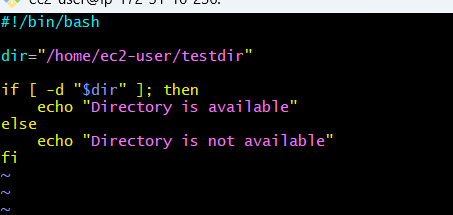 #!/bin/bash
dir="/home/ec2-user/testdir"
if [ -d "$dir" ]; then
    echo "Directory is available"
else
    echo "Directory is not available"
fi
~
~
~